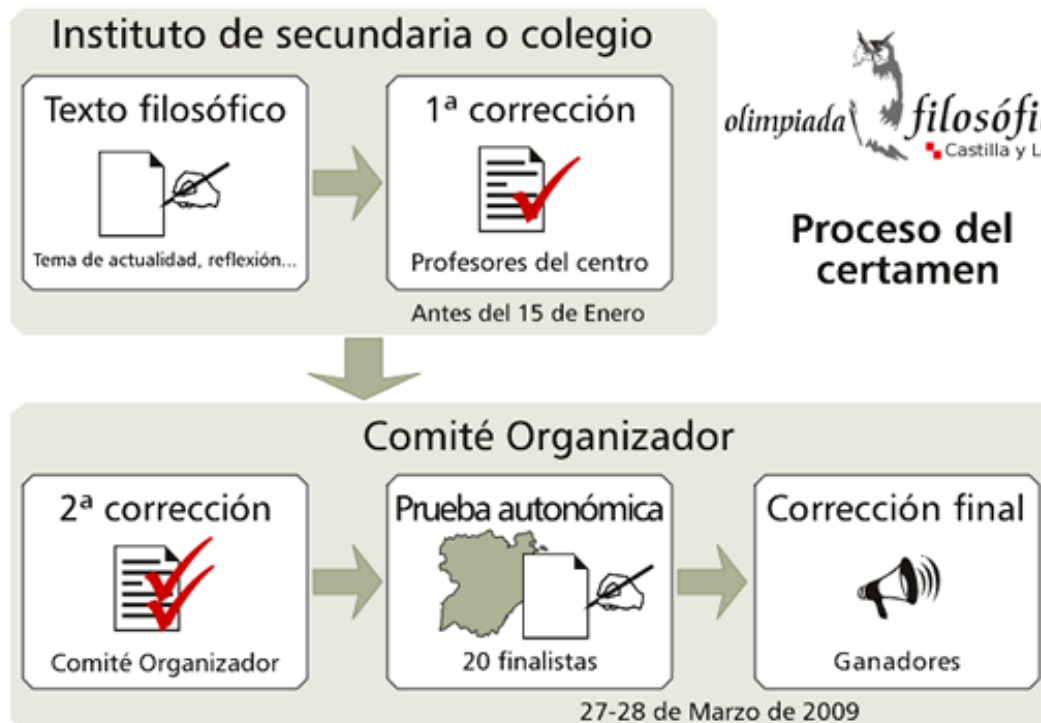 Instituto de secundaria o colegio
Texto filosófico
Tema de actualidad, reflexión...
1ª corrección
Profesores del centro
Antes del 15 de Enero
olimpiada filosófi
Castilla y L
Proceso del
certamen
Comité Organizador
2ª corrección
Comité Organizador
Prueba autonómica
20 finalistas
Corrección final
Ganadores
27-28 de Marzo de 2009